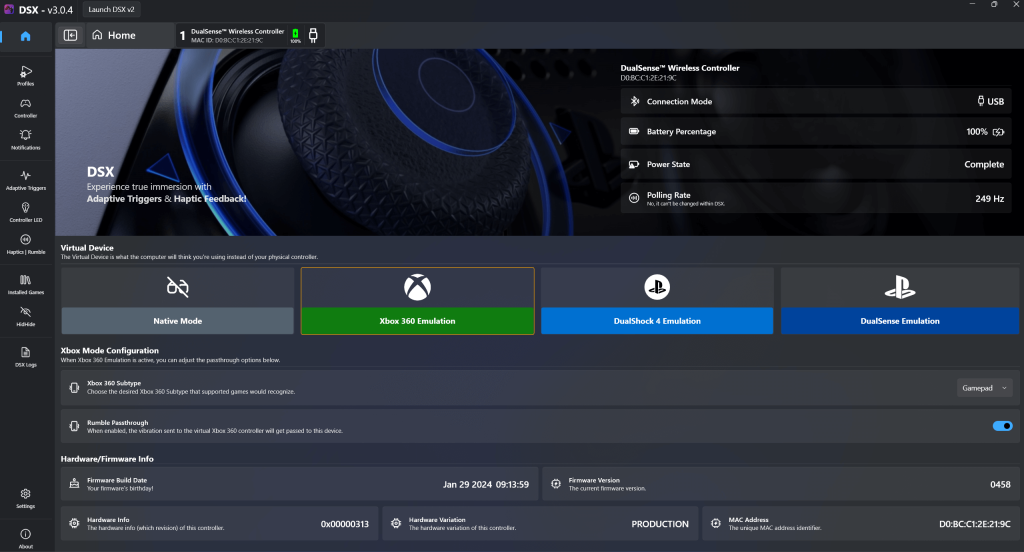 DSX - v3.0.4
Launch DSX v2
Home
1
DualSense™ Wireless Controller
MAC ID: D0:BC:C1:2E:21:9C
100%
Profiles
Controller
Notifications
Adaptive Triggers
Controller LED
Haptics | Rumble
Installed Games
HidHide
DSX Logs
Settings
About
DSX
Experience true immersion with
Adaptive Triggers & Haptic Feedback!
DualSense™ Wireless Controller
D0:BC:C1:2E:21:9C
Connection Mode
USB
Battery Percentage
100%
Power State
Complete
Polling Rate
No, it can't be changed within DSX.
249 Hz
Virtual Device
The Virtual Device is what the computer will think you're using instead of your physical controller.
Native Mode
Xbox 360 Emulation
DualShock 4 Emulation
DualSense Emulation
Xbox Mode Configuration
When Xbox 360 Emulation is active, you can adjust the passthrough options below.
Xbox 360 Subtype
Choose the desired Xbox 360 Subtype that supported games would recognize.
Gamepad
Rumble Passthrough
When enabled, the vibration sent to the virtual Xbox 360 controller will get passed to this device.
Hardware/Firmware Info
Firmware Build Date
Your firmware's birthday!
Jan 29 2024 09:13:59
Firmware Version
The current firmware version.
0458
Hardware Info
The hardware info (which revision) of this controller.
0x00000313
Hardware Variation
The hardware variation of this controller.
PRODUCTION
MAC Address
The unique MAC address identifier.
D0:BC:C1:2E:21:9C